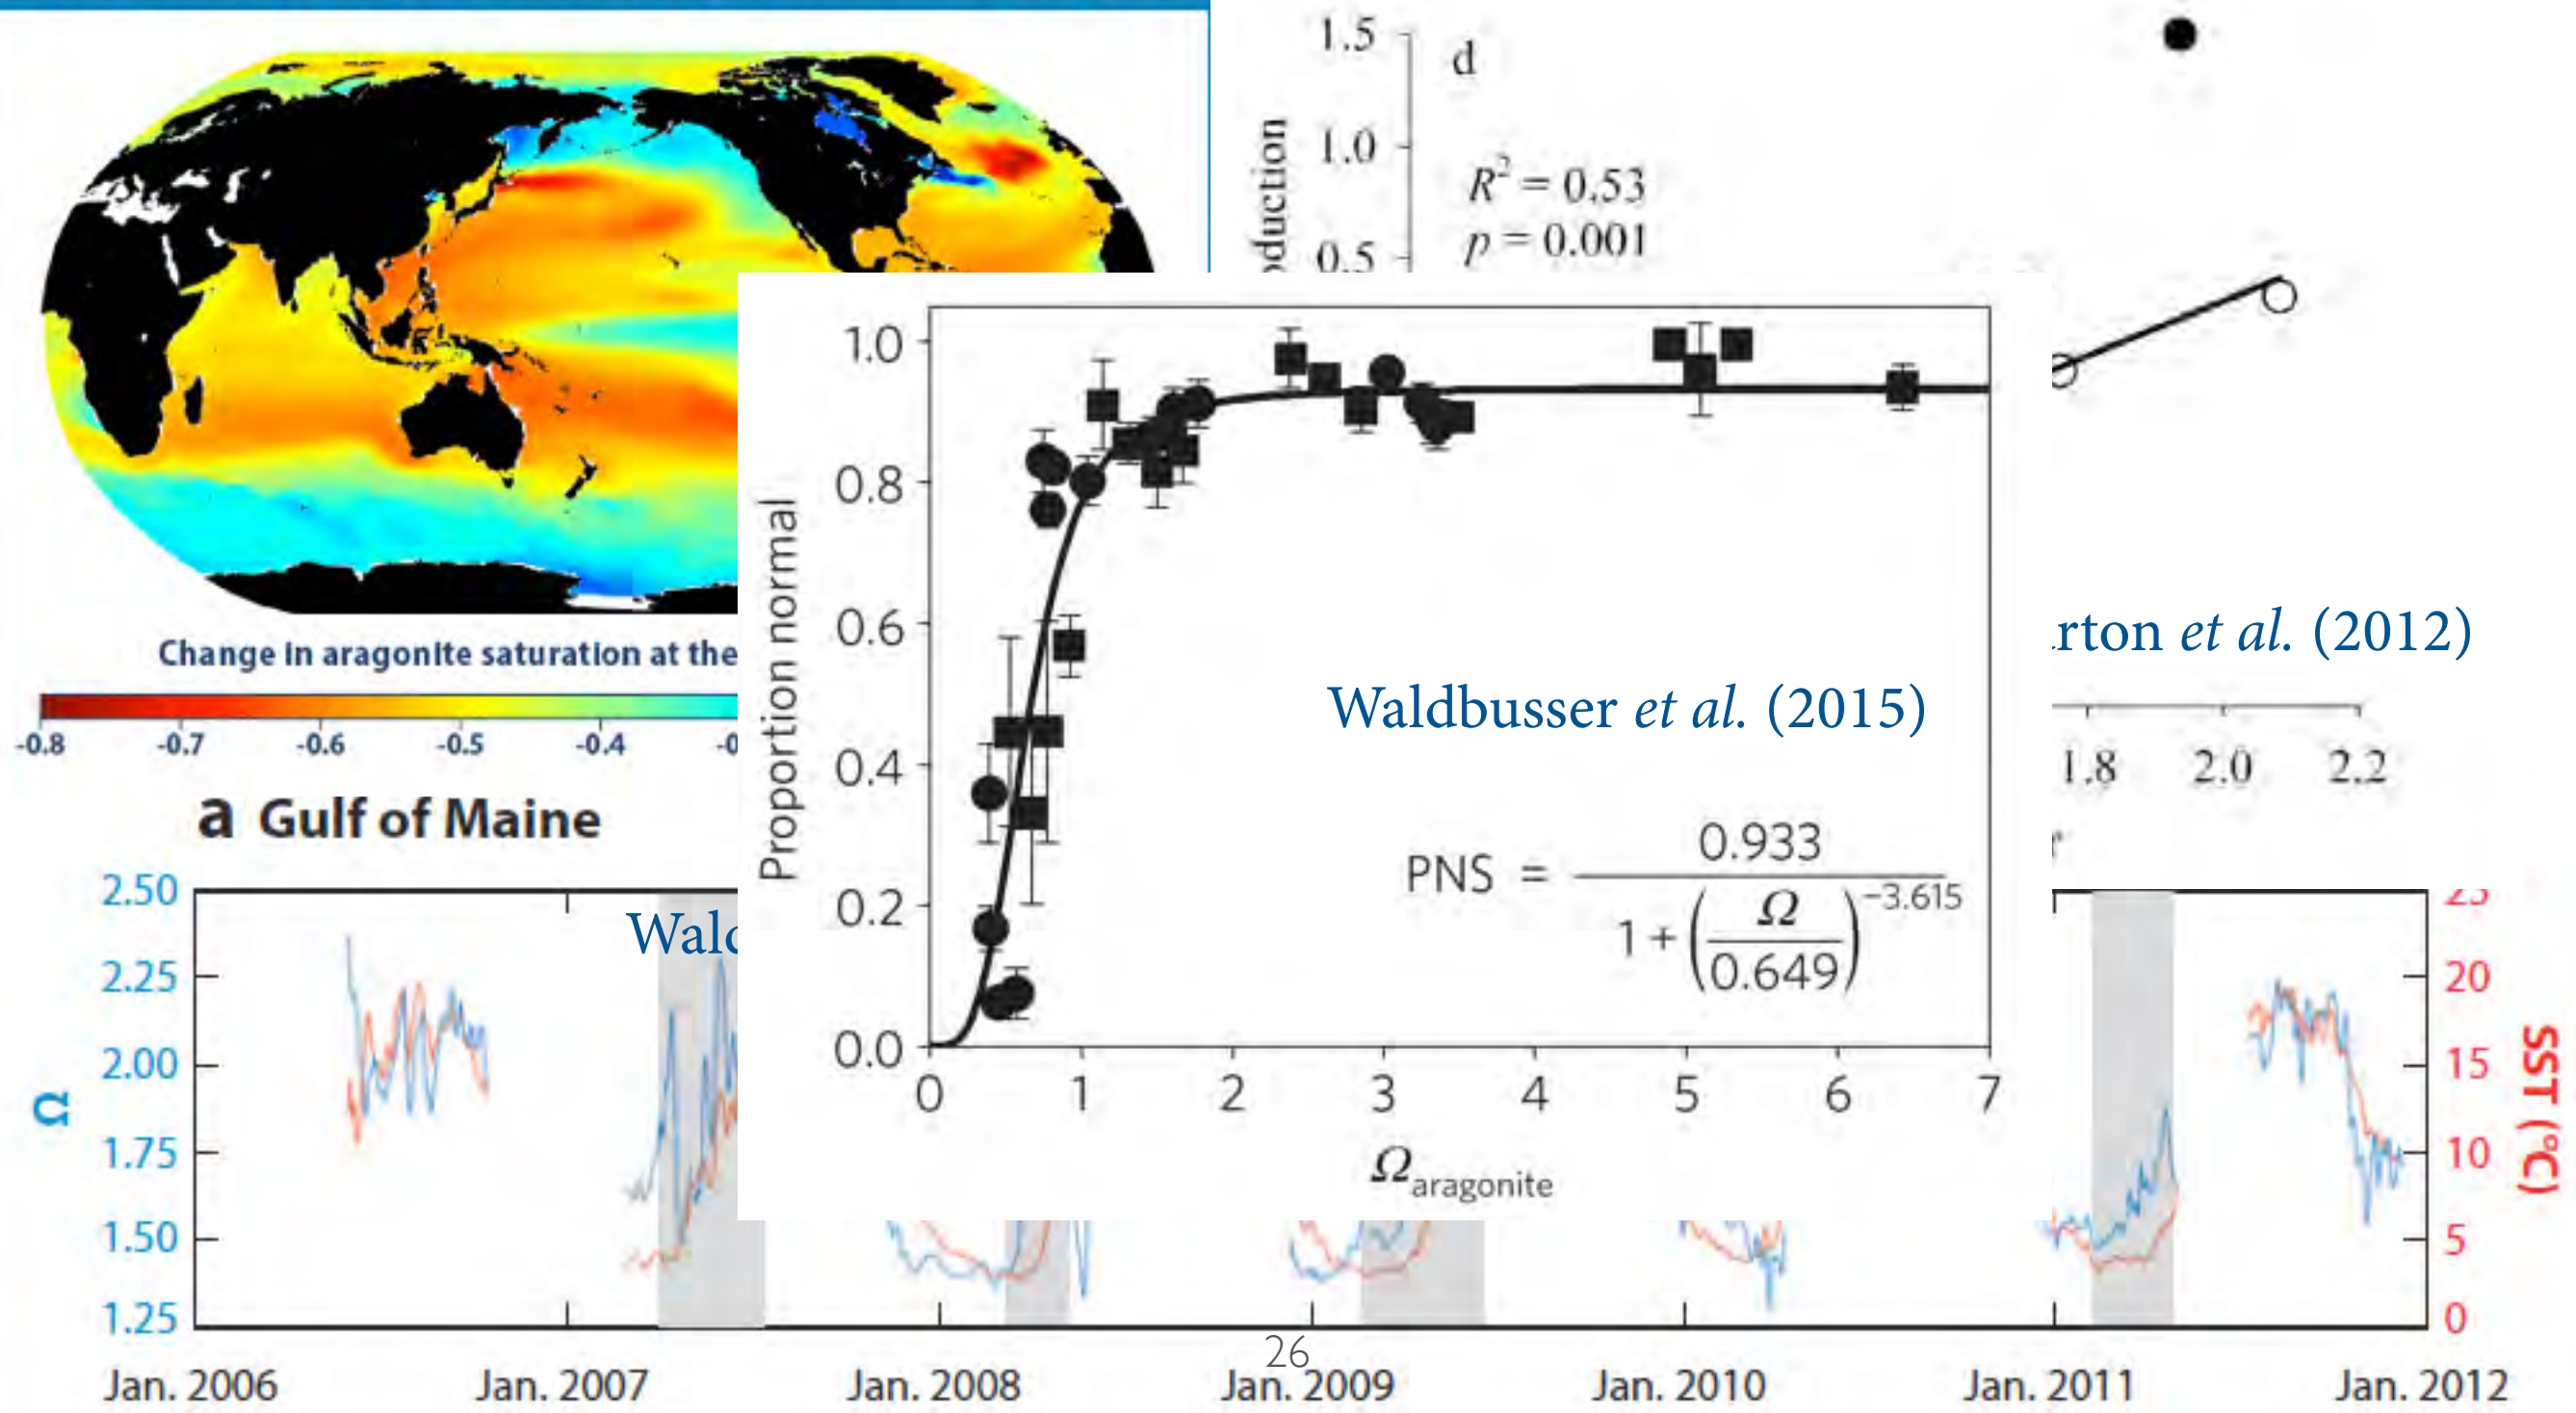 1.5
d
1.0
R² = 0.53
p = 0.001
0.5
Change in aragonite saturation at the
-0.8 -0.7 -0.6 -0.5 -0.4
rton et al. (2012)
1.8 2.0 2.2
1.0
0.8
0.6
0.4
0.2
0.0
Proportion normal
Waldbusser et al. (2015)
PNS = 0.933
1 + (Ω / 0.649)^−3.615
0 1 2 3 4 5 6 7
Ωaragonite
a Gulf of Maine
2.50
2.25
2.00
1.75
1.50
1.25
Ω
20
15
10
5
0
SST (°C)
26
Jan. 2006 Jan. 2007 Jan. 2008 Jan. 2009 Jan. 2010 Jan. 2011 Jan. 2012